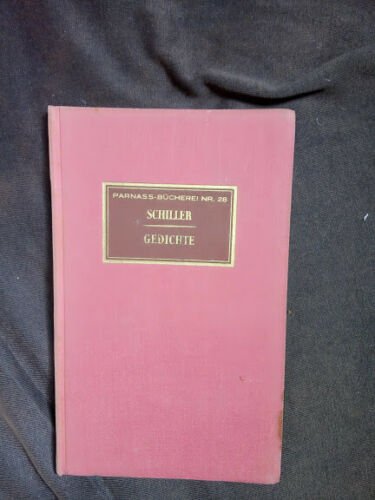 PARNASS-BÜCHEREI NR. 28
SCHILLER
GEDICHTE